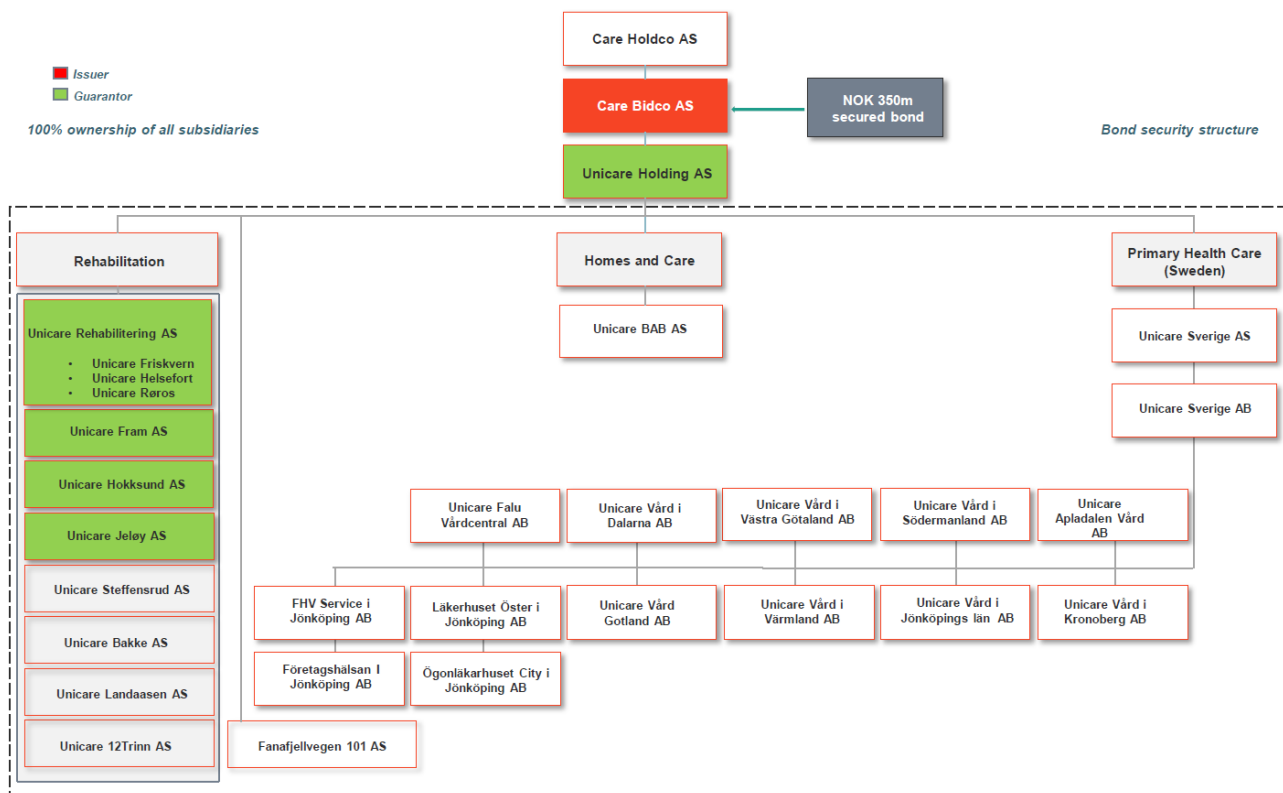 Care Holdco AS
Issuer
Guarantor
Care Bidco AS
NOK 350m
secured bond
100% ownership of all subsidiaries
Bond security structure
Unicare Holding AS
Rehabilitation
Homes and Care
Primary Health Care
(Sweden)
Unicare Rehabilitering AS
• Unicare Friskvern
• Unicare Helsefort
• Unicare Røros
Unicare BAB AS
Unicare Sverige AS
Unicare Sverige AB
Unicare Fram AS
Unicare Hokksund AS
Unicare Jeløy AS
Unicare Steffensrud AS
Unicare Bakke AS
Unicare Landaasen AS
Unicare 12Trinn AS
Unicare Falu
Vårdcentral AB
Unicare Vård i
Dalarna AB
Unicare Vård i
Västra Götaland AB
Unicare Vård i
Södermanland AB
Unicare
Apladalen Vård
AB
FHV Service i
Jönköping AB
Läkerhuset Öster i
Jönköping AB
Unicare Vård
Gotland AB
Unicare Vård i
Värmland AB
Unicare Vård i
Jönköpings län AB
Unicare Vård i
Kronoberg AB
Företagshälsan I
Jönköping AB
Ögonläkarhuset City i
Jönköping AB
Fanafjellvegen 101 AS